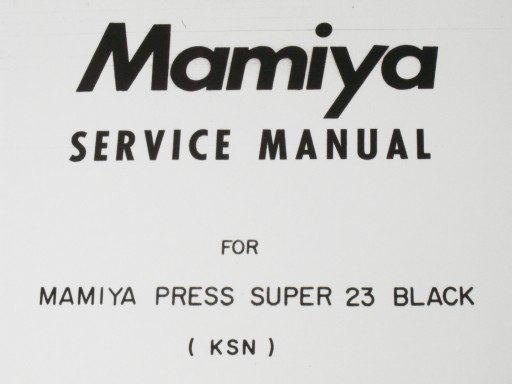 Mamiya
SERVICE MANUAL
FOR
MAMIYA PRESS SUPER 23 BLACK
( KSN )